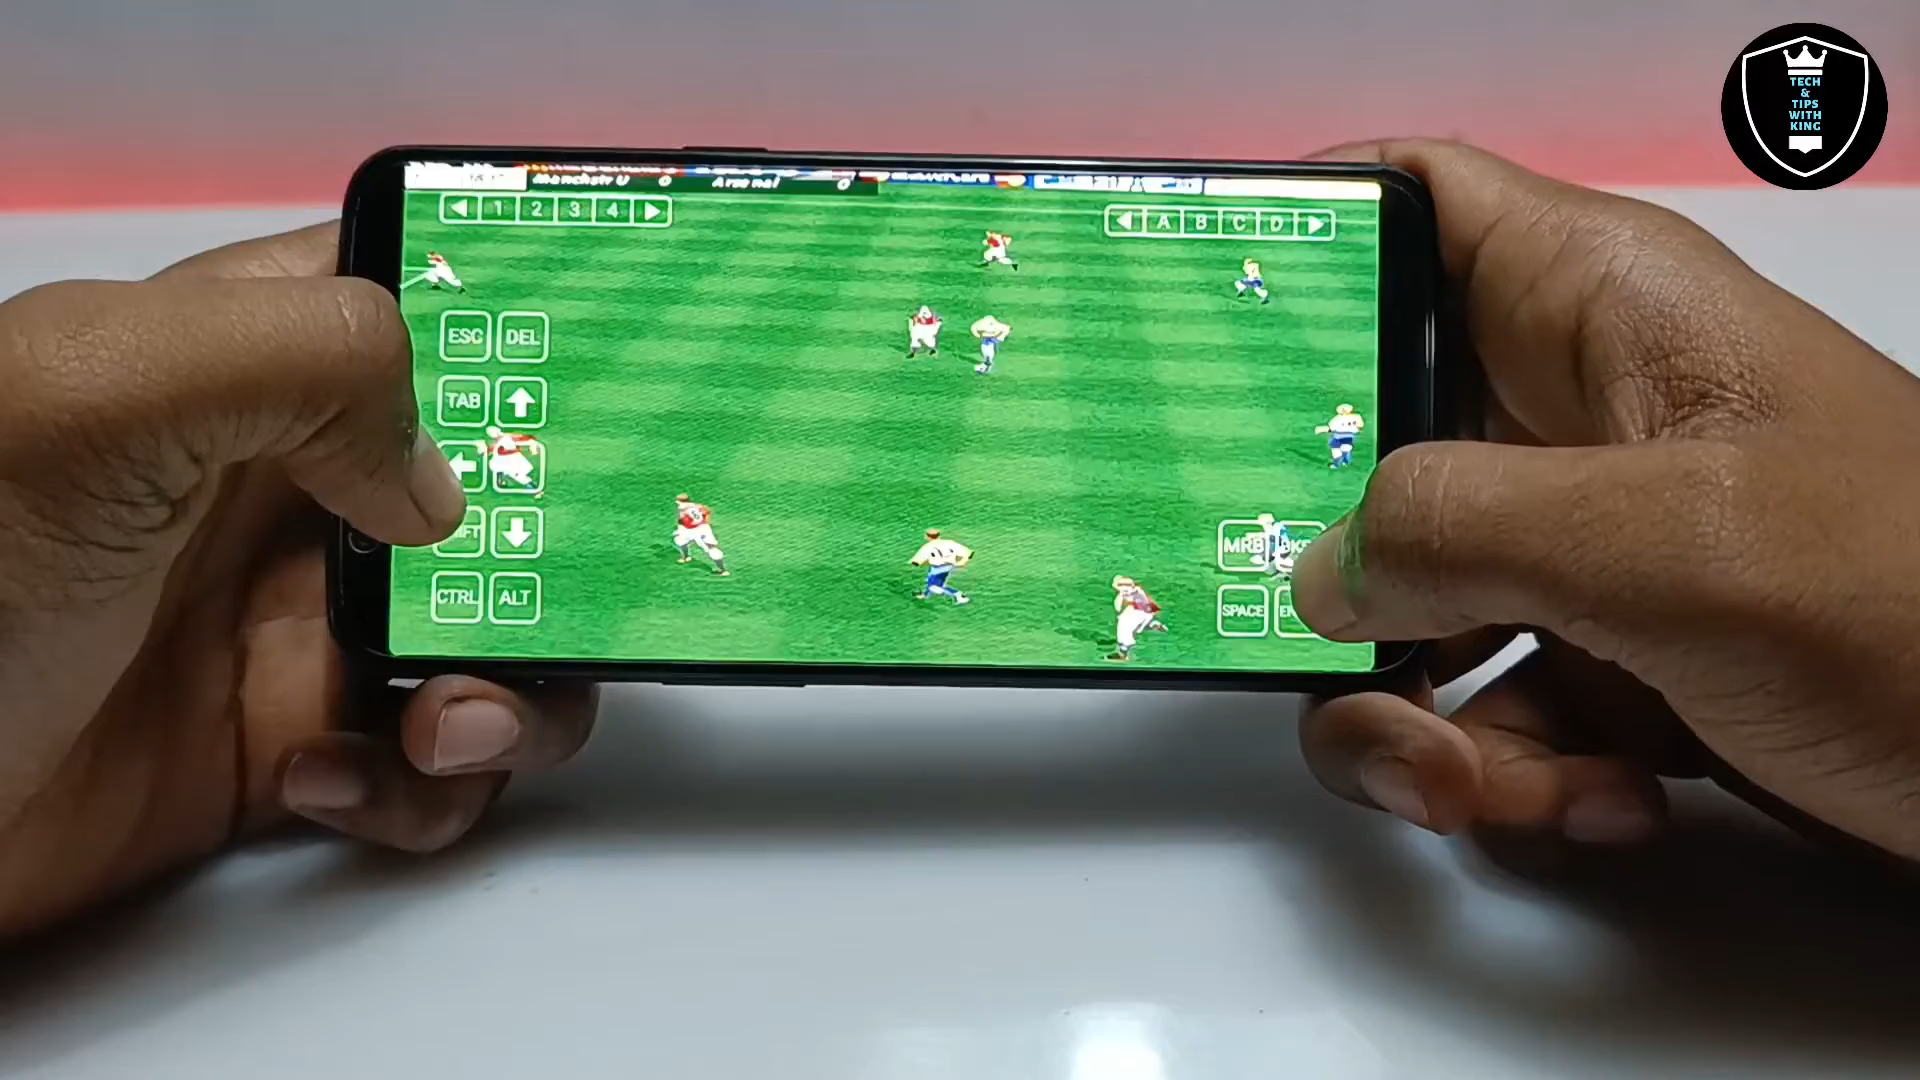 TECH
&
TIPS
WITH
KING
Manchstr U 0 Arsenal 0
1 2 3 4
A B C D
ESC DEL
TAB
CTRL ALT
MRB
SPACE